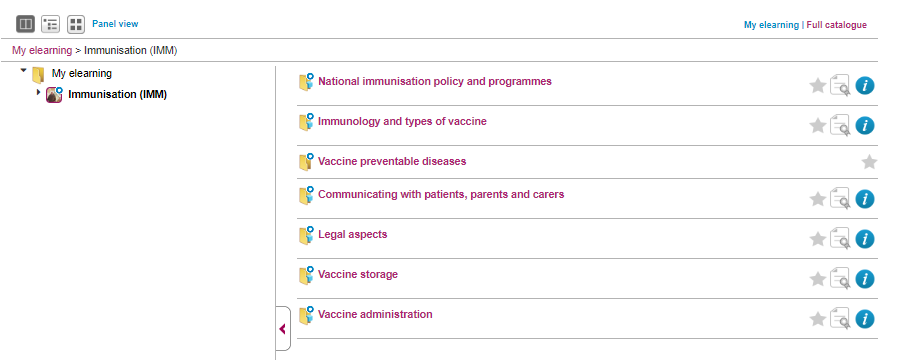 Panel view
My elearning | Full catalogue
My elearning > Immunisation (IMM)
My elearning
Immunisation (IMM)
National immunisation policy and programmes
Immunology and types of vaccine
Vaccine preventable diseases
Communicating with patients, parents and carers
Legal aspects
Vaccine storage
Vaccine administration